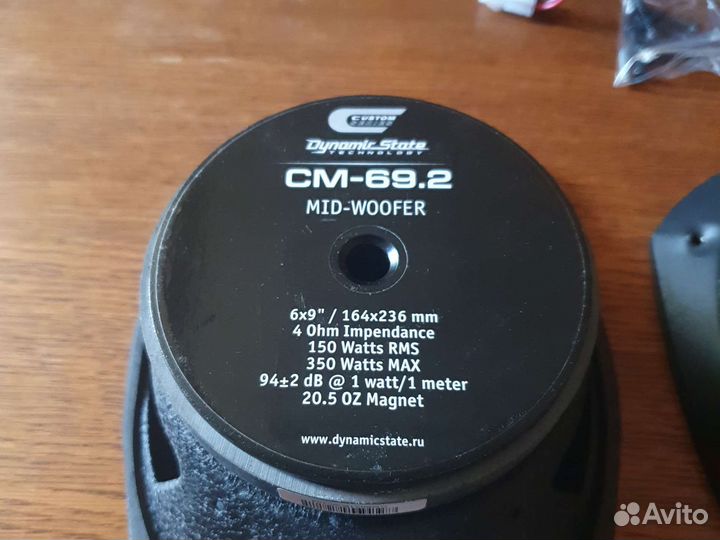 CUSTOM
SERIES
Dynamic State
TECHNOLOGY
CM-69.2
MID-WOOFER
6x9" / 164x236 mm
4 Ohm Impendance
150 Watts RMS
350 Watts MAX
94±2 dB @ 1 watt/1 meter
20.5 OZ Magnet
www.dynamicstate.ru
Avito